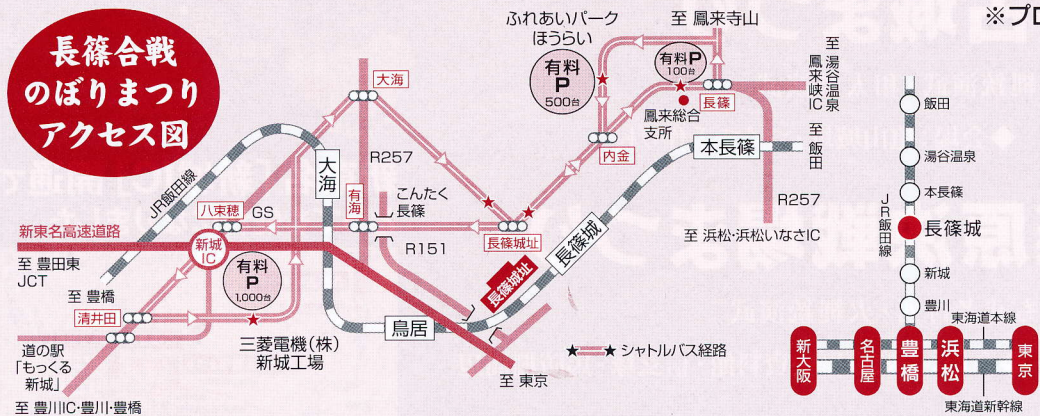 長篠合戦
のぼりまつり
アクセス図
※プロ
ふれあいパーク
ほうらい
有料
P
500台
至 鳳来寺山
有料P
100台
至 湯谷温泉
鳳来峡IC
大海
長篠
鳳来総合
支所
内金
本長篠
至 飯田
JR飯田線
大海
R257
こんたく
長篠
有海
八束穂
GS
R151
長篠城址
R257
至 浜松・浜松いなさIC
新東名高速道路
新城
IC
至 豊田東
JCT
有料
P
1,000台
長篠城
長篠城址
至 豊橋
清井田
三菱電機(株)
新城工場
鳥居
道の駅
「もっくる
新城」
至 豊川IC・豊川・豊橋
至 東京
★═★シャトルバス経路
飯田
湯谷温泉
本長篠
JR飯田線
長篠城
新城
豊川
東海道本線
新大阪
名古屋
豊橋
浜松
東京
東海道新幹線